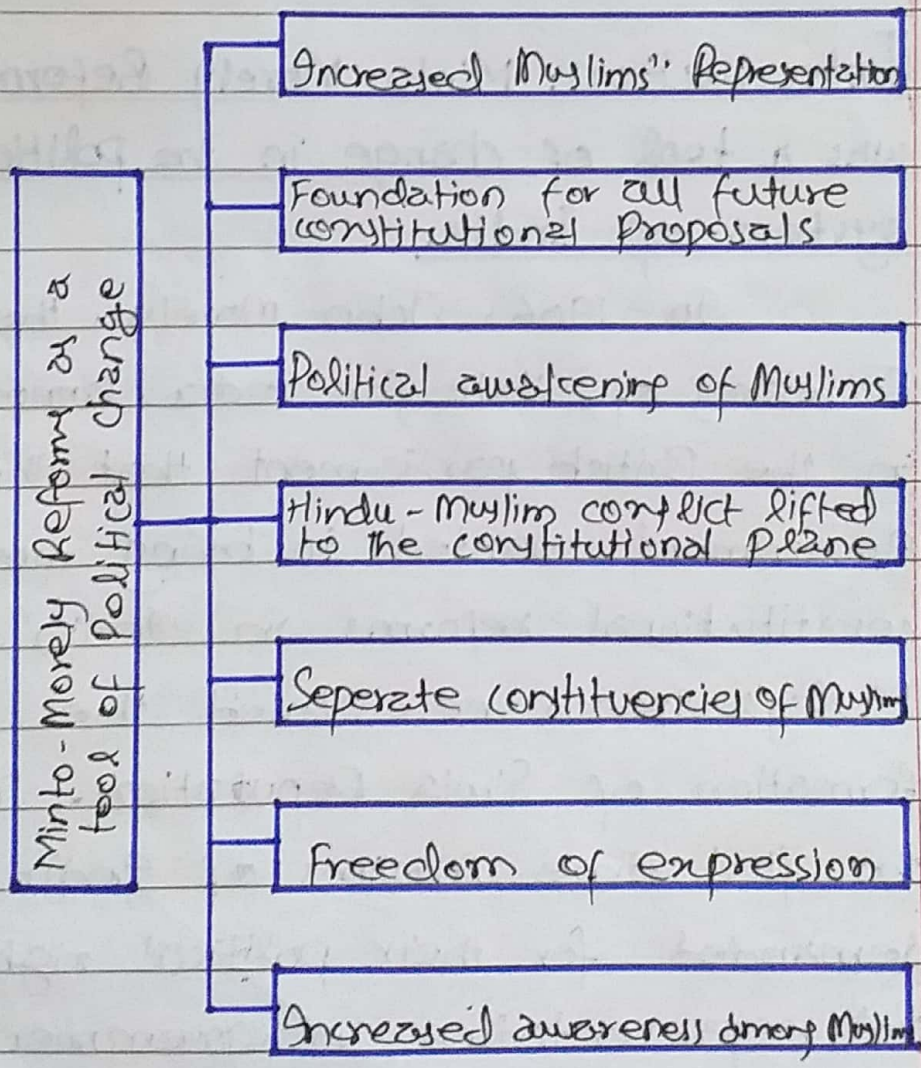 Minto-Morely Reforms as a
tool of Political change
Increased Muslims" Representation
Foundation for all future
constitutional Proposals
Political awakening of Muslims
Hindu-Muslim conflict lifted
to the constitutional plane
Seperate constituencies of Muslim
Freedom of expression
Increased awareness among Muslim